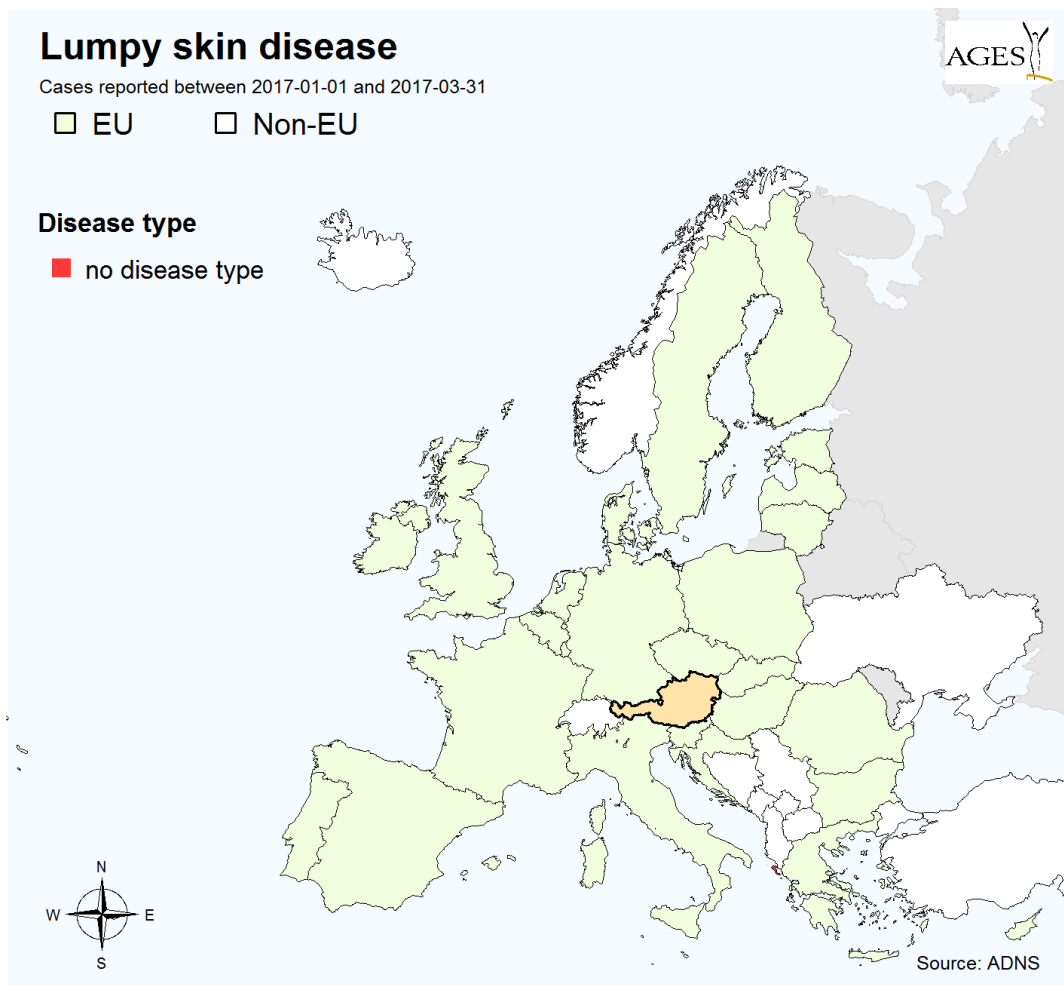 Lumpy skin disease
Cases reported between 2017-01-01 and 2017-03-31
EU Non-EU
AGES
Disease type
no disease type
N
W E
S
Source: ADNS